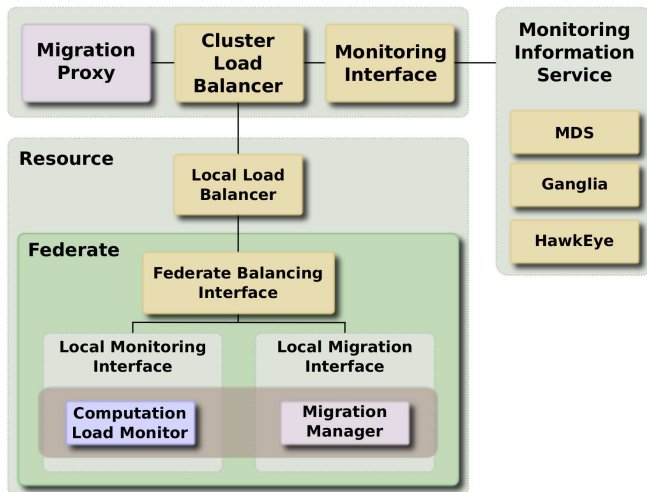 Migration
Proxy
Cluster
Load
Balancer
Monitoring
Interface
Monitoring
Information
Service
MDS
Ganglia
HawkEye
Resource
Local Load
Balancer
Federate
Federate Balancing
Interface
Local Monitoring
Interface
Local Migration
Interface
Computation
Load Monitor
Migration
Manager